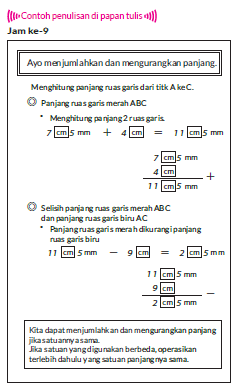 Contoh penulisan di papan tulis
Jam ke-9
Ayo menjumlahkan dan mengurangkan panjang.
Menghitung panjang ruas garis dari titk A ke C.
◎ Panjang ruas garis merah ABC
• Menghitung panjang 2 ruas garis.
7 cm 5 mm + 4 cm = 11 cm 5 mm
7 cm 5 mm
4 cm +
11 cm 5 mm
◎ Selisih panjang ruas garis merah ABC
dan panjang ruas garis biru AC
• Panjang ruas garis merah dikurangi panjang
ruas garis biru
11 cm 5 mm − 9 cm = 2 cm 5 mm
11 cm 5 mm
9 cm −
2 cm 5 mm
Kita dapat menjumlahkan dan mengurangkan panjang
jika satuannya sama.
Jika satuan yang digunakan berbeda, operasikan
terlebih dahulu yang satuan panjangnya sama.